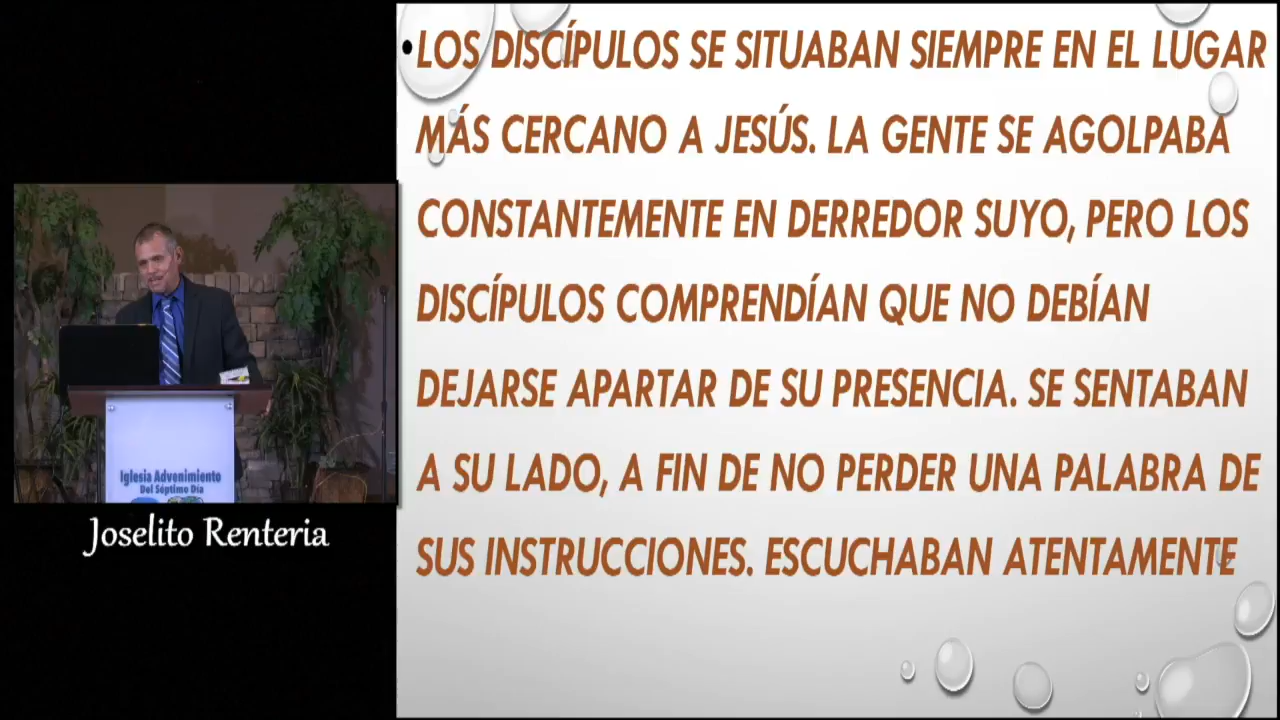 •LOS DISCÍPULOS SE SITUABAN SIEMPRE EN EL LUGAR
MÁS CERCANO A JESÚS. LA GENTE SE AGOLPABA
CONSTANTEMENTE EN DERREDOR SUYO, PERO LOS
DISCÍPULOS COMPRENDÍAN QUE NO DEBÍAN
DEJARSE APARTAR DE SU PRESENCIA. SE SENTABAN
A SU LADO, A FIN DE NO PERDER UNA PALABRA DE
SUS INSTRUCCIONES. ESCUCHABAN ATENTAMENTE
Iglesia Advenimiento
Del Séptimo Día
Joselito Renteria